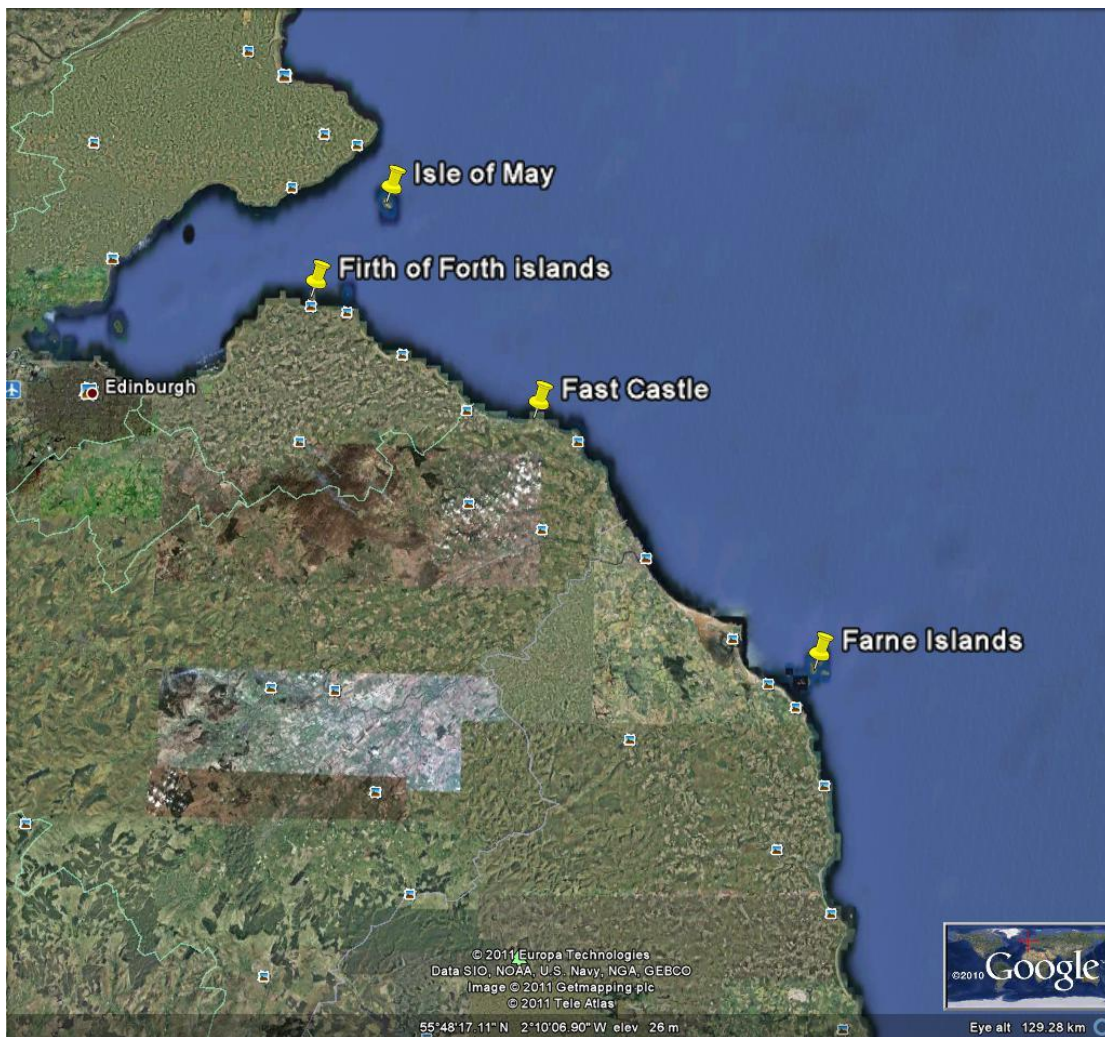 Isle of May
Firth of Forth islands
Edinburgh
Fast Castle
Farne Islands
© 2011 Europa Technologies
Data SIO, NOAA, U.S. Navy, NGA, GEBCO
Image © 2011 Getmapping plc
© 2011 Tele Atlas
©2010 Google
55°48'17.11" N 2°10'06.90" W elev 26 m
Eye alt 129.28 km